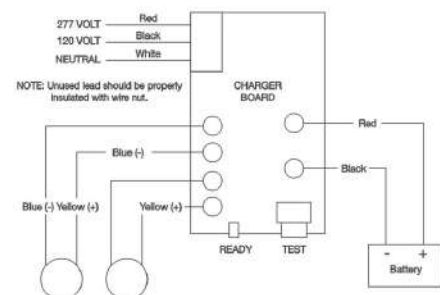 277 VOLT Red
120 VOLT Black
NEUTRAL White
NOTE: Unused lead should be properly
insulated with wire nut.
CHARGER
BOARD
Red
Blue (-)
Black
Blue (-) Yellow (+) Yellow (+)
READY TEST
- +
Battery